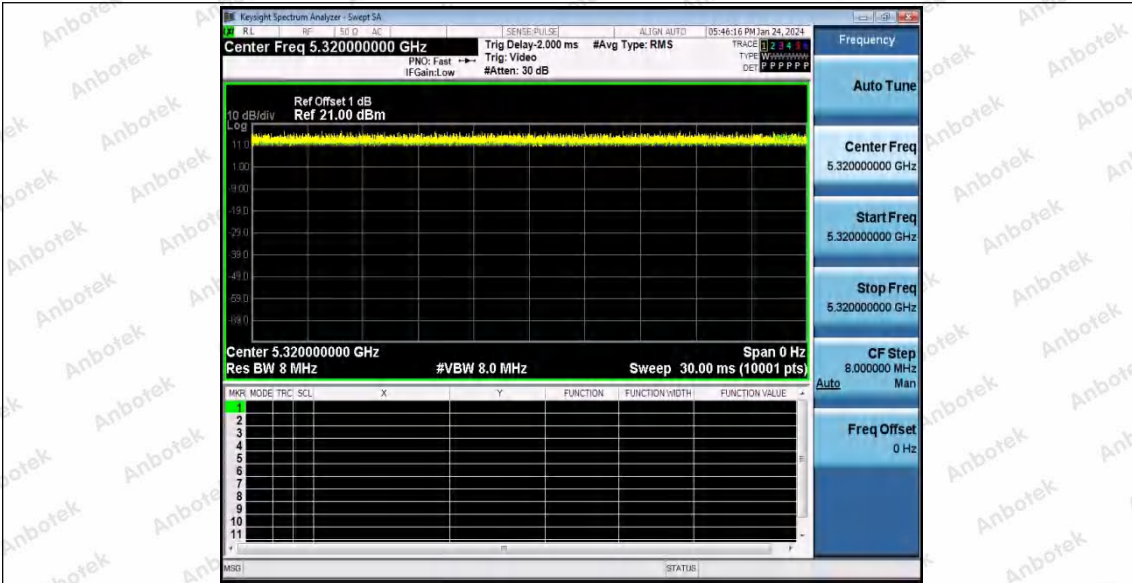 Keysight Spectrum Analyzer - Swept SA
RL RF 50 Ω AC SENSE:PULSE ALIGN AUTO 05:46:16 PM Jan 24, 2024
Center Freq 5.320000000 GHz
PNO: Fast
IFGain:Low
Trig Delay-2.000 ms
Trig: Video
#Atten: 30 dB
#Avg Type: RMS
TRACE 1 2 3 4 5 6
TYPE
DET P P P P P P
Ref Offset 1 dB
10 dB/div Ref 21.00 dBm
Log
11.0
1.00
-9.00
-19.0
-29.0
-39.0
-49.0
-59.0
-69.0
Center 5.320000000 GHz Span 0 Hz
Res BW 8 MHz #VBW 8.0 MHz Sweep 30.00 ms (10001 pts)
MKR MODE TRC SCL X Y FUNCTION FUNCTION WIDTH FUNCTION VALUE
1
2
3
4
5
6
7
8
9
10
11
MSG STATUS
Frequency
Auto Tune
Center Freq
5.320000000 GHz
Start Freq
5.320000000 GHz
Stop Freq
5.320000000 GHz
CF Step
8.000000 MHz
Auto Man
Freq Offset
0 Hz
Anbotek